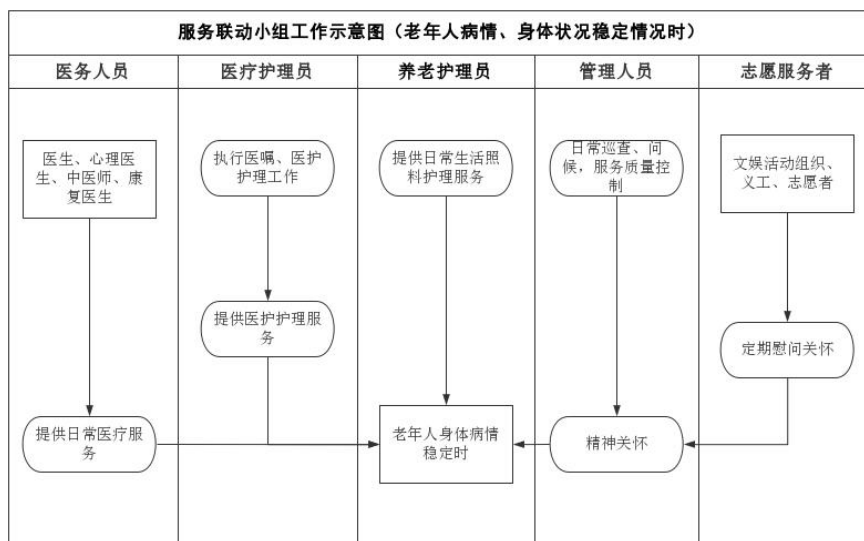 服务联动小组工作示意图（老年人病情、身体状况稳定情况时）
医务人员
医疗护理员
养老护理员
管理人员
志愿服务者
医生、心理医
生、中医师、康
复医生
执行医嘱、医护
护理工作
提供日常生活照
料护理服务
日常巡查、问
候，服务质量控
制
文娱活动组织、
义工、志愿者
提供医护护理服
务
定期慰问关怀
提供日常医疗服
务
老年人身体病情
稳定时
精神关怀